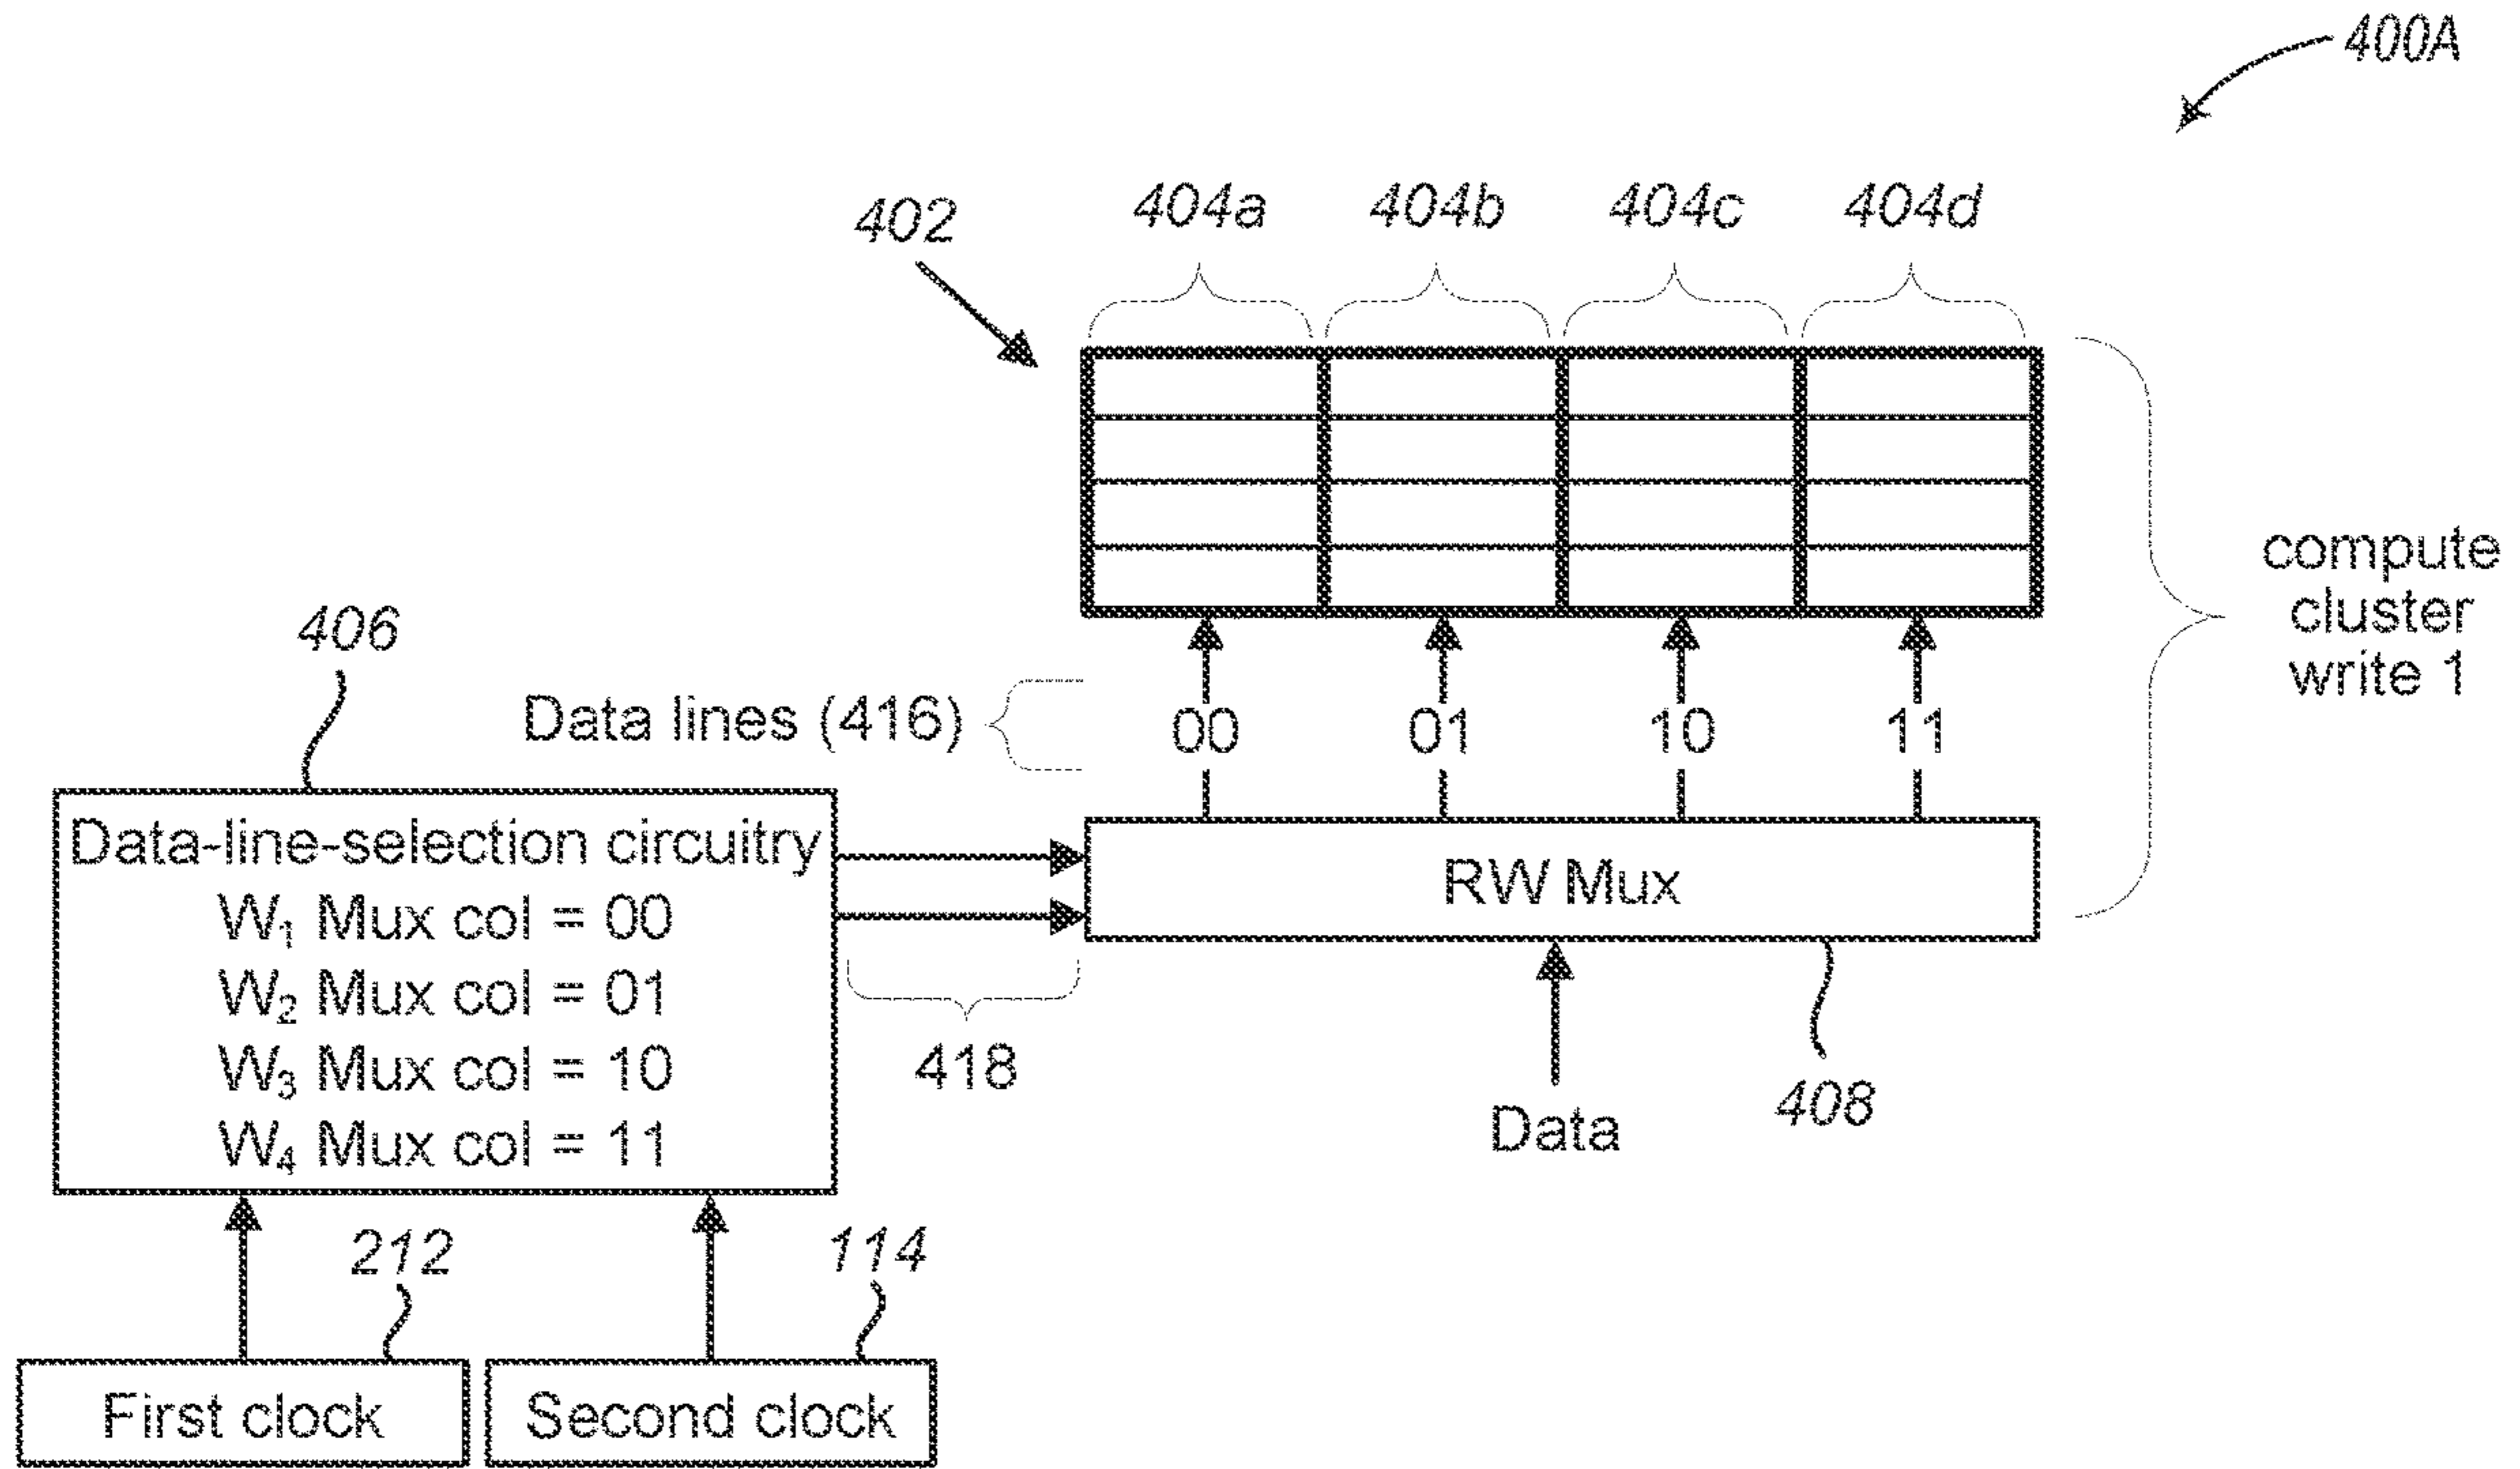 400A
402
404a 404b 404c 404d
compute
cluster
write 1
406
Data lines (416)
00 01 10 11
Data-line-selection circuitry
W1 Mux col = 00
W2 Mux col = 01
W3 Mux col = 10
W4 Mux col = 11
RW Mux
418
Data
408
212
114
First clock
Second clock